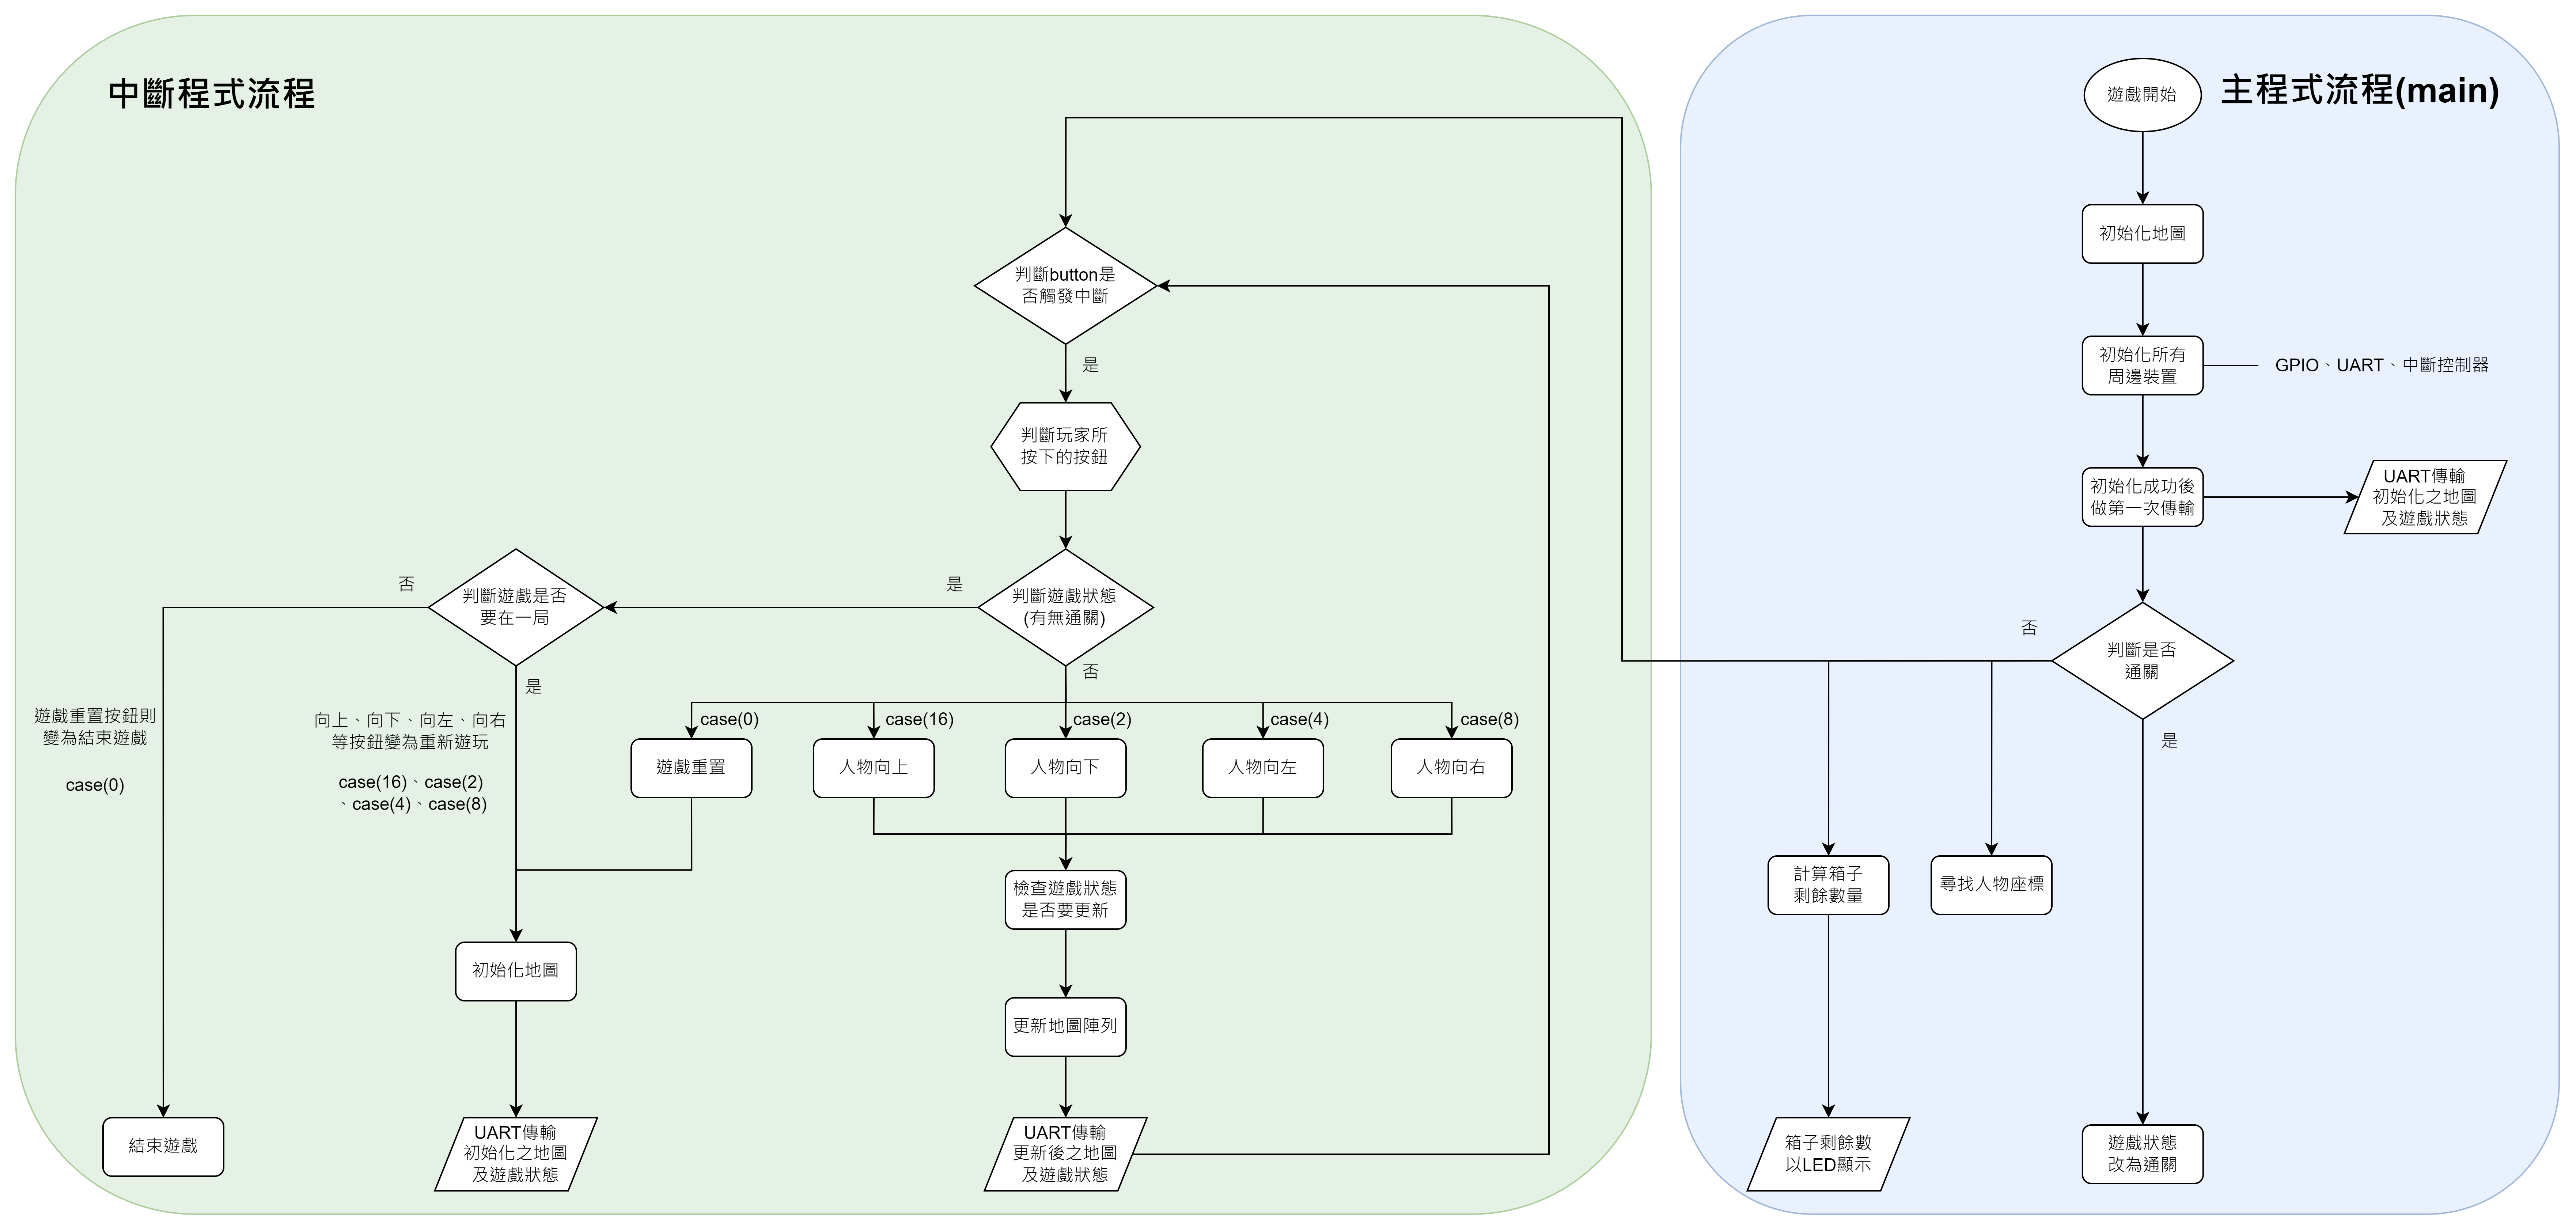 中斷程式流程
判斷button是
否觸發中斷
是
判斷玩家所
按下的按鈕
判斷遊戲狀態
(有無通關)
是
否
判斷遊戲是否
要在一局
否
是
遊戲重置按鈕則
變為結束遊戲
case(0)
向上、向下、向左、向右
等按鈕變為重新遊玩
case(16)、case(2)
、case(4)、case(8)
case(0)
case(16)
case(2)
case(4)
case(8)
遊戲重置
人物向上
人物向下
人物向左
人物向右
檢查遊戲狀態
是否要更新
初始化地圖
更新地圖陣列
結束遊戲
UART傳輸
初始化之地圖
及遊戲狀態
UART傳輸
更新後之地圖
及遊戲狀態
主程式流程(main)
遊戲開始
初始化地圖
初始化所有
周邊裝置
GPIO、UART、中斷控制器
初始化成功後
做第一次傳輸
UART傳輸
初始化之地圖
及遊戲狀態
判斷是否
通關
否
是
計算箱子
剩餘數量
尋找人物座標
箱子剩餘數
以LED顯示
遊戲狀態
改為通關